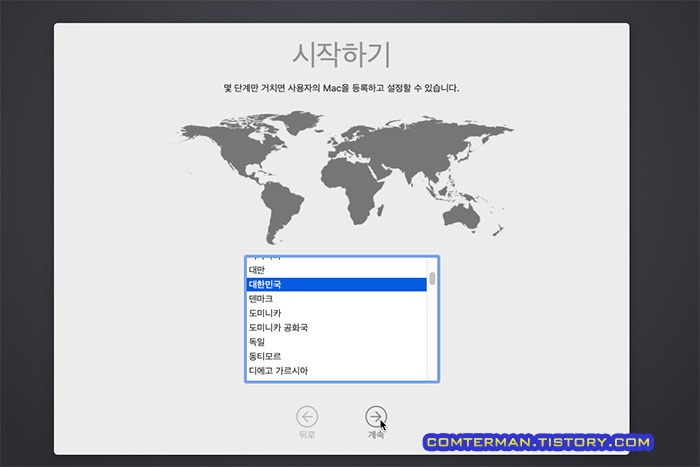 시작하기
몇 단계만 거치면 사용자의 Mac을 등록하고 설정할 수 있습니다.
대만
대한민국
덴마크
도미니카
도미니카 공화국
독일
동티모르
디에고 가르시아
뒤로
계속
COMTERMAN.TISTORY.COM